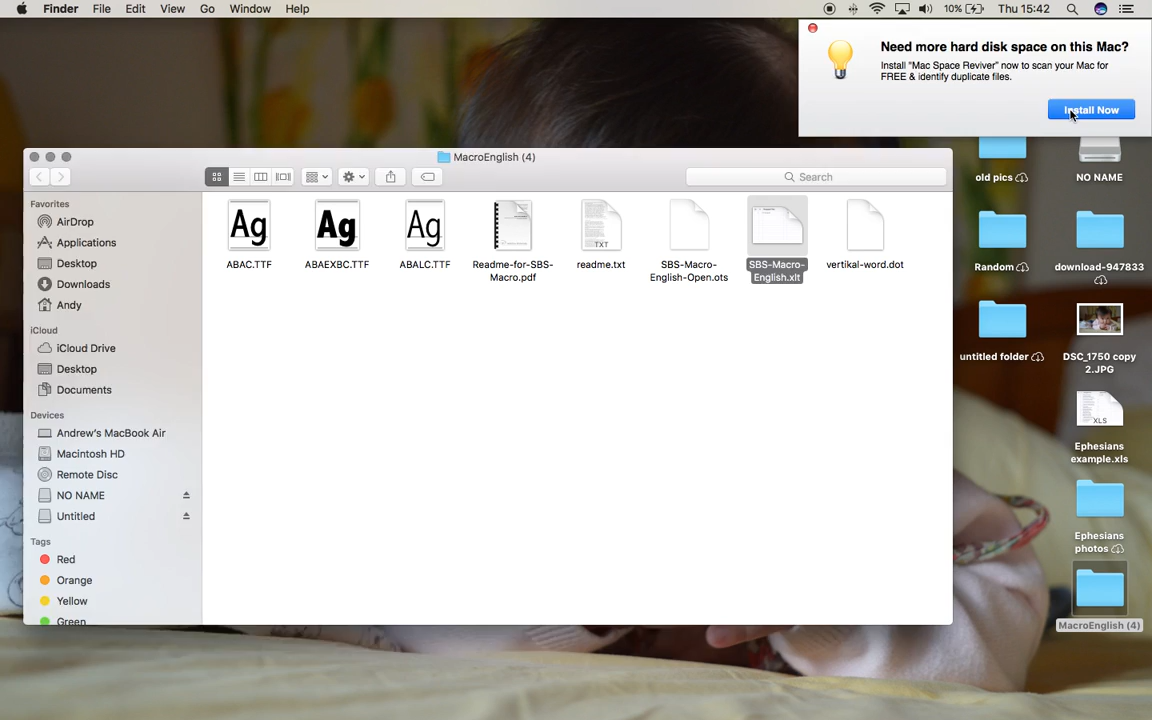 Finder File Edit View Go Window Help 10% Thu 15:42
Need more hard disk space on this Mac?
Install "Mac Space Reviver" now to scan your Mac for
FREE & identify duplicate files.
Install Now
MacroEnglish (4)
Search
Favorites
AirDrop
Applications
Desktop
Downloads
Andy
iCloud
iCloud Drive
Desktop
Documents
Devices
Andrew's MacBook Air
Macintosh HD
Remote Disc
NO NAME
Untitled
Tags
Red
Orange
Yellow
Green
Ag
ABAC.TTF
Ag
ABAEXBC.TTF
Ag
ABALC.TTF
Readme-for-SBS-
Macro.pdf
TXT
readme.txt
SBS-Macro-
English-Open.ots
SBS-Macro-
English.xlt
vertikal-word.dot
old pics
NO NAME
Random
download-947833
untitled folder
DSC_1750 copy
2.JPG
XLS
Ephesians
example.xls
Ephesians
photos
MacroEnglish (4)